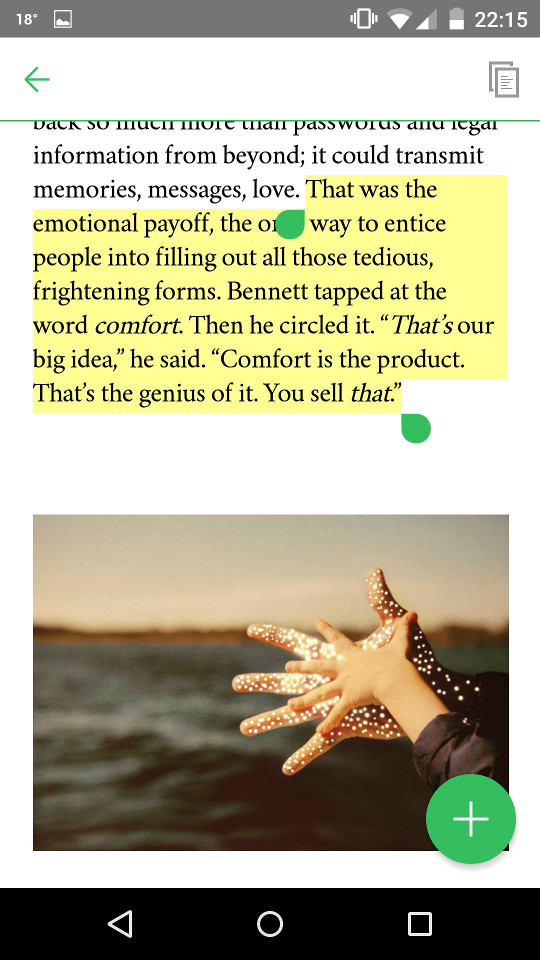 18°
22:15
back so much more than passwords and legal
information from beyond; it could transmit
memories, messages, love. That was the
emotional payoff, the way to entice
people into filling out all those tedious,
frightening forms. Bennett tapped at the
word comfort. Then he circled it. “That’s our
big idea,” he said. “Comfort is the product.
That’s the genius of it. You sell that.”